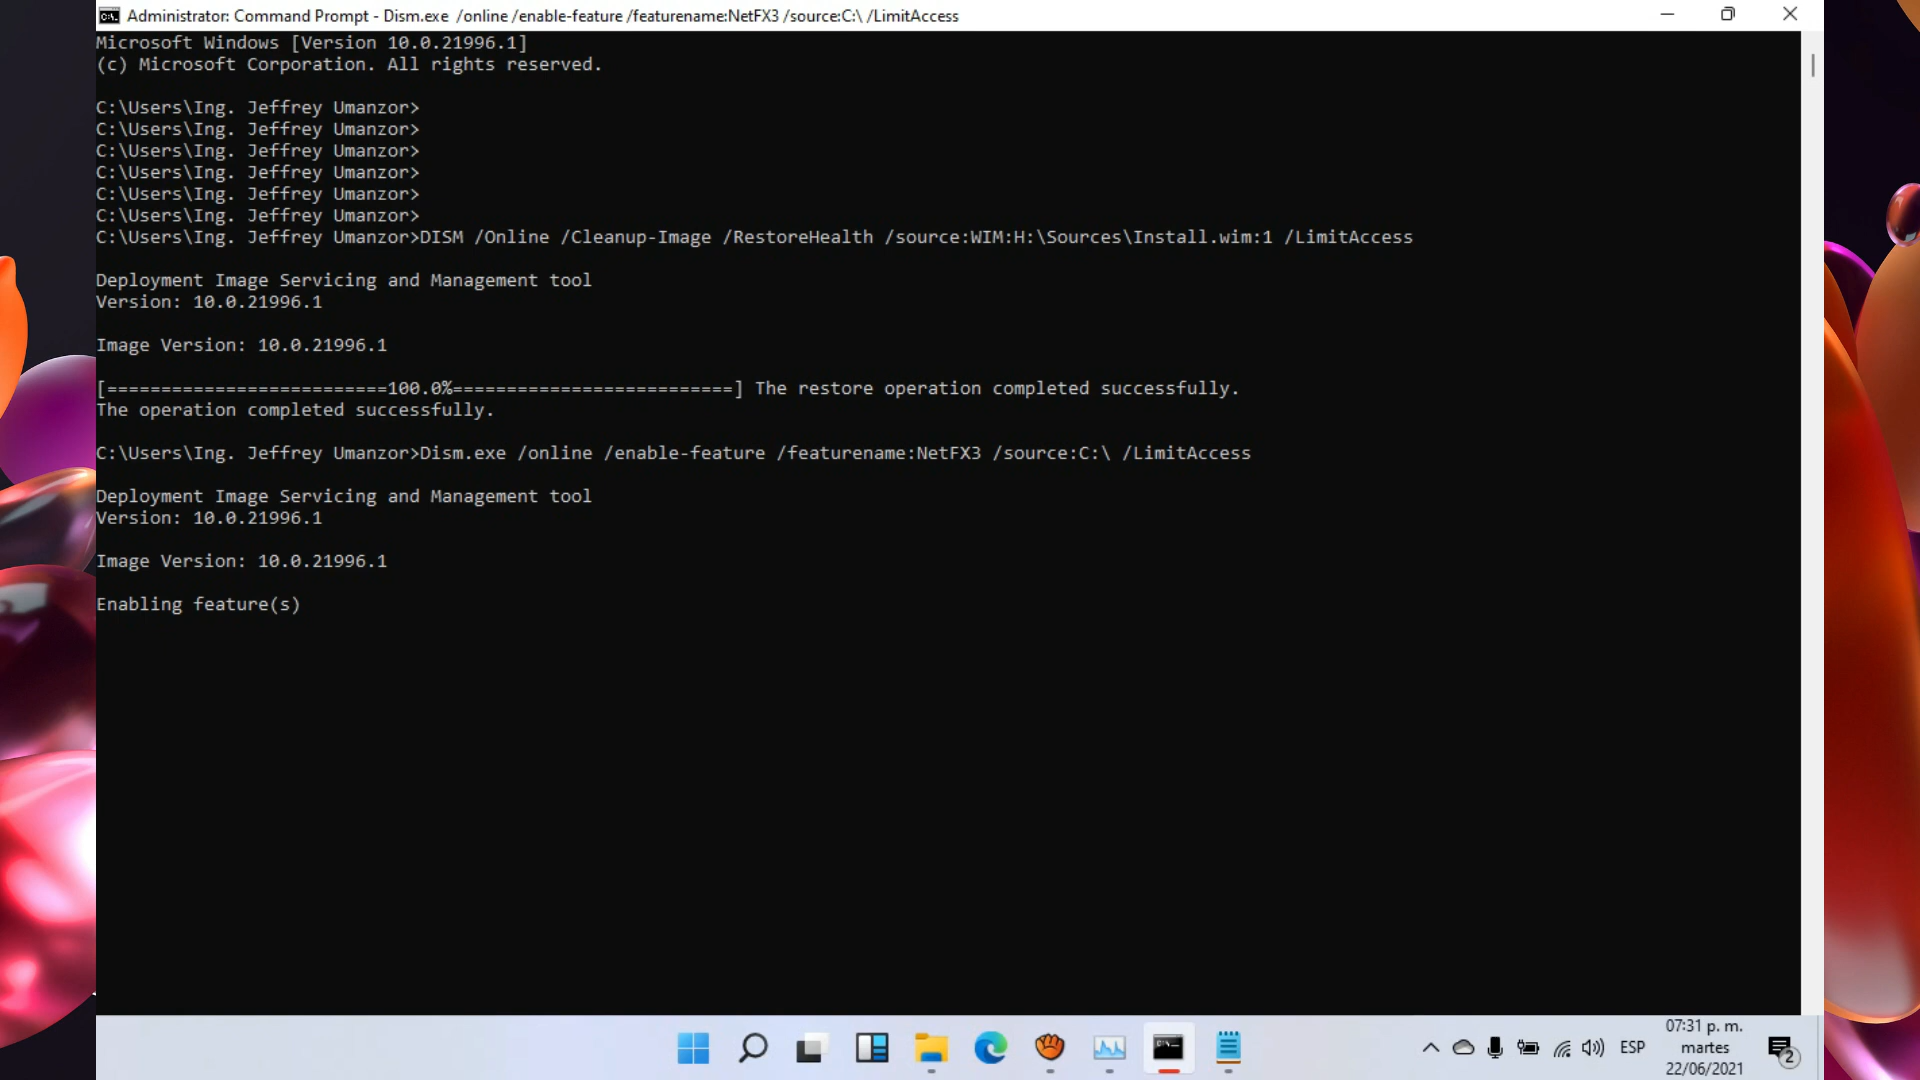 Administrator: Command Prompt - Dism.exe /online /enable-feature /featurename:NetFX3 /source:C:\ /LimitAccess
Microsoft Windows [Version 10.0.21996.1]
(c) Microsoft Corporation. All rights reserved.
C:\Users\Ing. Jeffrey Umanzor>
C:\Users\Ing. Jeffrey Umanzor>
C:\Users\Ing. Jeffrey Umanzor>
C:\Users\Ing. Jeffrey Umanzor>
C:\Users\Ing. Jeffrey Umanzor>
C:\Users\Ing. Jeffrey Umanzor>
C:\Users\Ing. Jeffrey Umanzor>DISM /Online /Cleanup-Image /RestoreHealth /source:WIM:H:\Sources\Install.wim:1 /LimitAccess
Deployment Image Servicing and Management tool
Version: 10.0.21996.1
Image Version: 10.0.21996.1
[==========================100.0%==========================] The restore operation completed successfully.
The operation completed successfully.
C:\Users\Ing. Jeffrey Umanzor>Dism.exe /online /enable-feature /featurename:NetFX3 /source:C:\ /LimitAccess
Deployment Image Servicing and Management tool
Version: 10.0.21996.1
Image Version: 10.0.21996.1
Enabling feature(s)
ESP
07:31 p. m.
martes
22/06/2021
2